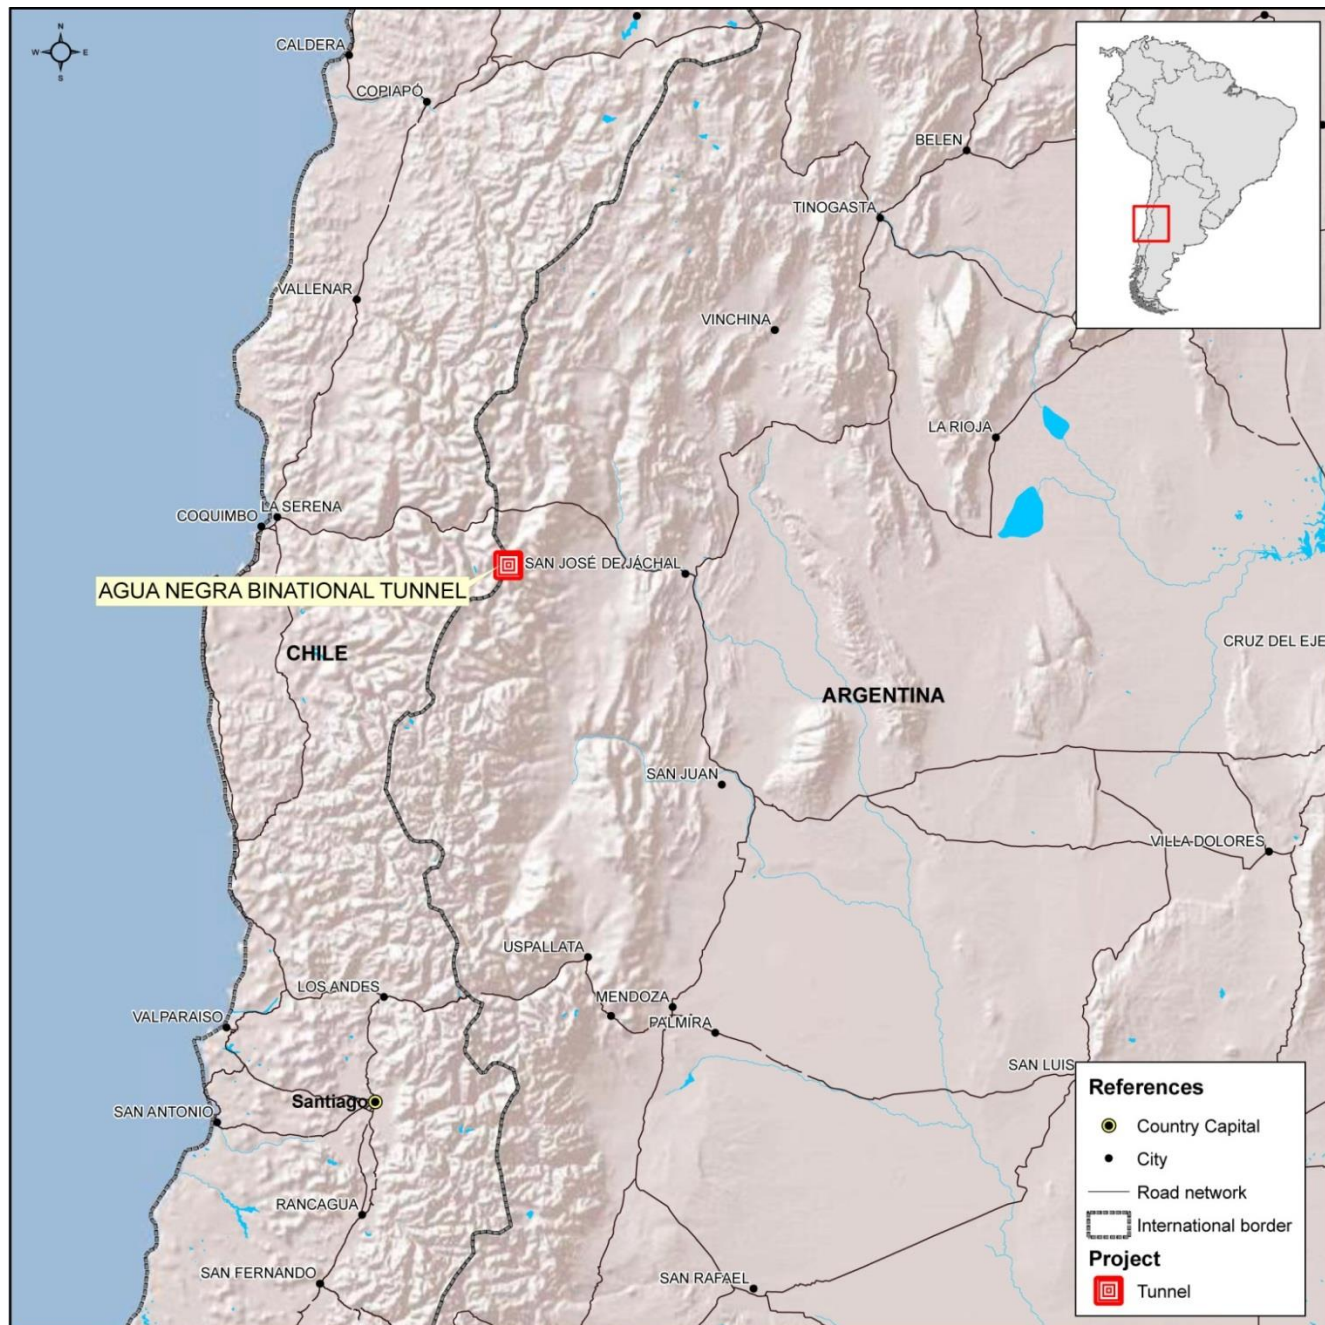 N
W
E
S
CALDERA
COPIAPÓ
BELEN
TINOGASTA
VALLENAR
VINCHINA
LA RIOJA
LA SERENA
COQUIMBO
SAN JOSÉ DE JÁCHAL
AGUA NEGRA BINATIONAL TUNNEL
CRUZ DEL EJE
CHILE
ARGENTINA
SAN JUAN
VILLA DOLORES
USPALLATA
LOS ANDES
MENDOZA
VALPARAISO
PALMÍRA
SAN LUIS
Santiago
SAN ANTONIO
RANCAGUA
SAN FERNANDO
SAN RAFAEL
References
Country Capital
City
Road network
International border
Project
Tunnel